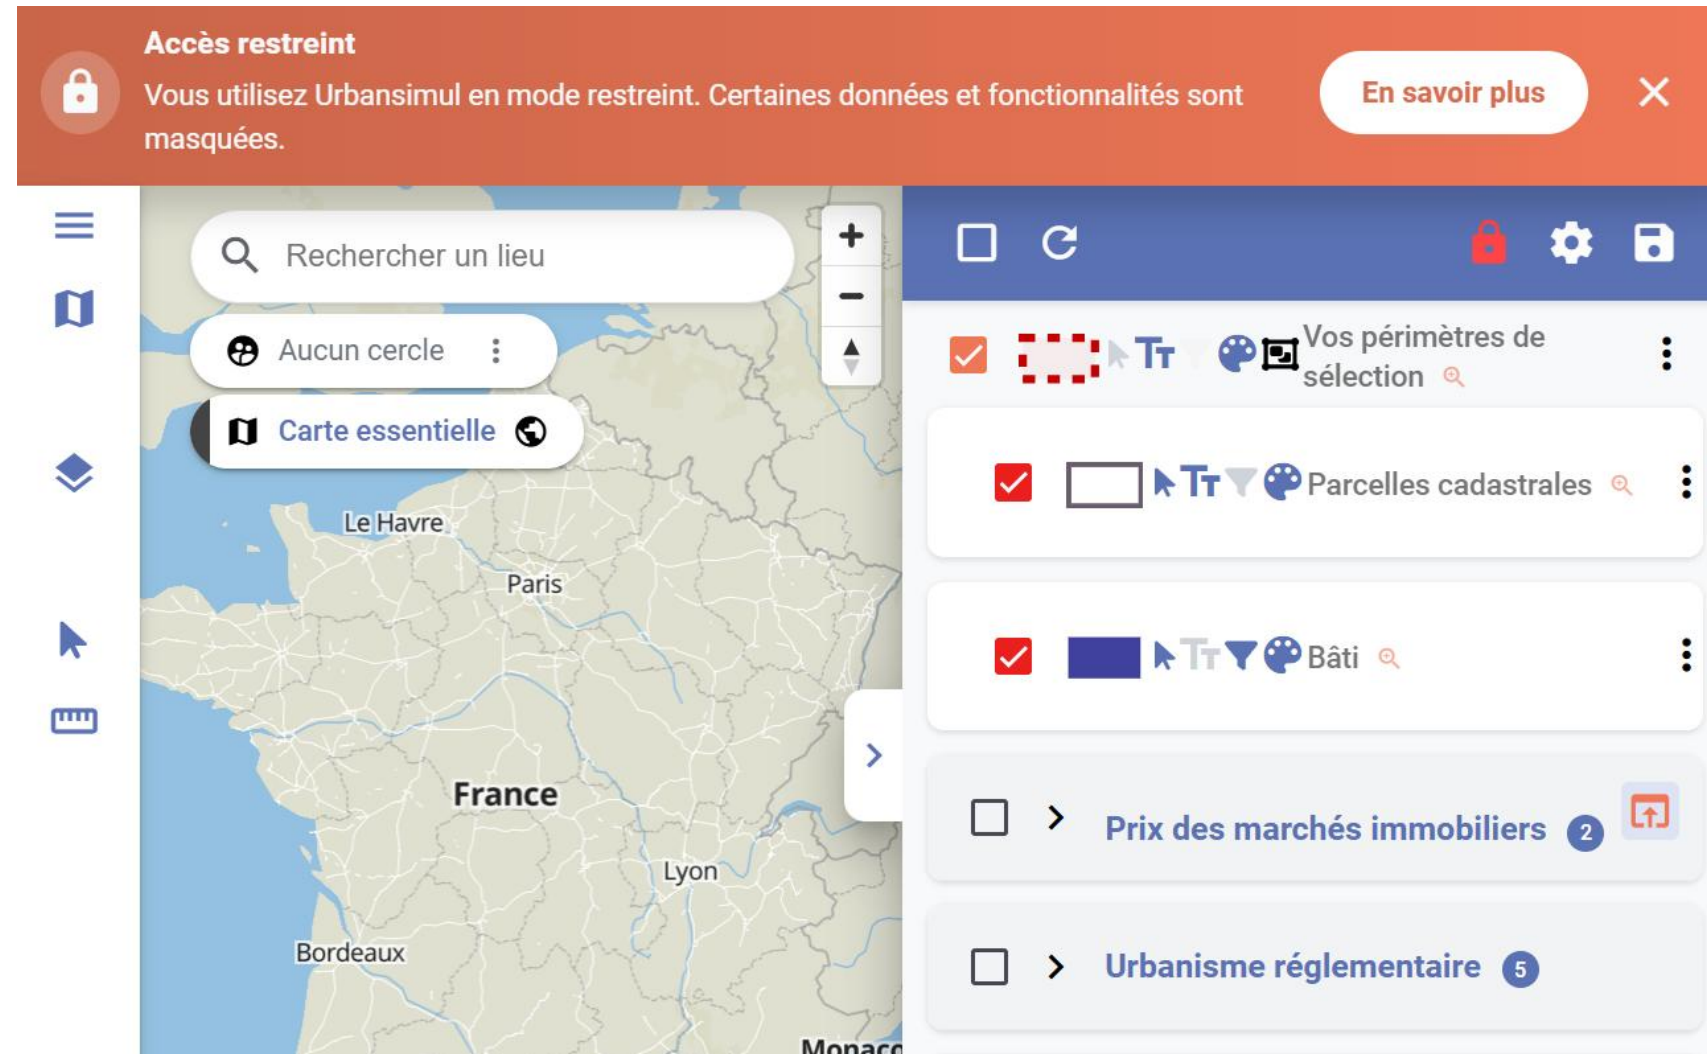 Accès restreint
Vous utilisez Urbansimul en mode restreint. Certaines données et fonctionnalités sont
masquées.
En savoir plus
Rechercher un lieu
Aucun cercle
Carte essentielle
Le Havre
Paris
France
Lyon
Bordeaux
Monaco
Vos périmètres de
sélection
Parcelles cadastrales
Bâti
Prix des marchés immobiliers 2
Urbanisme réglementaire 5